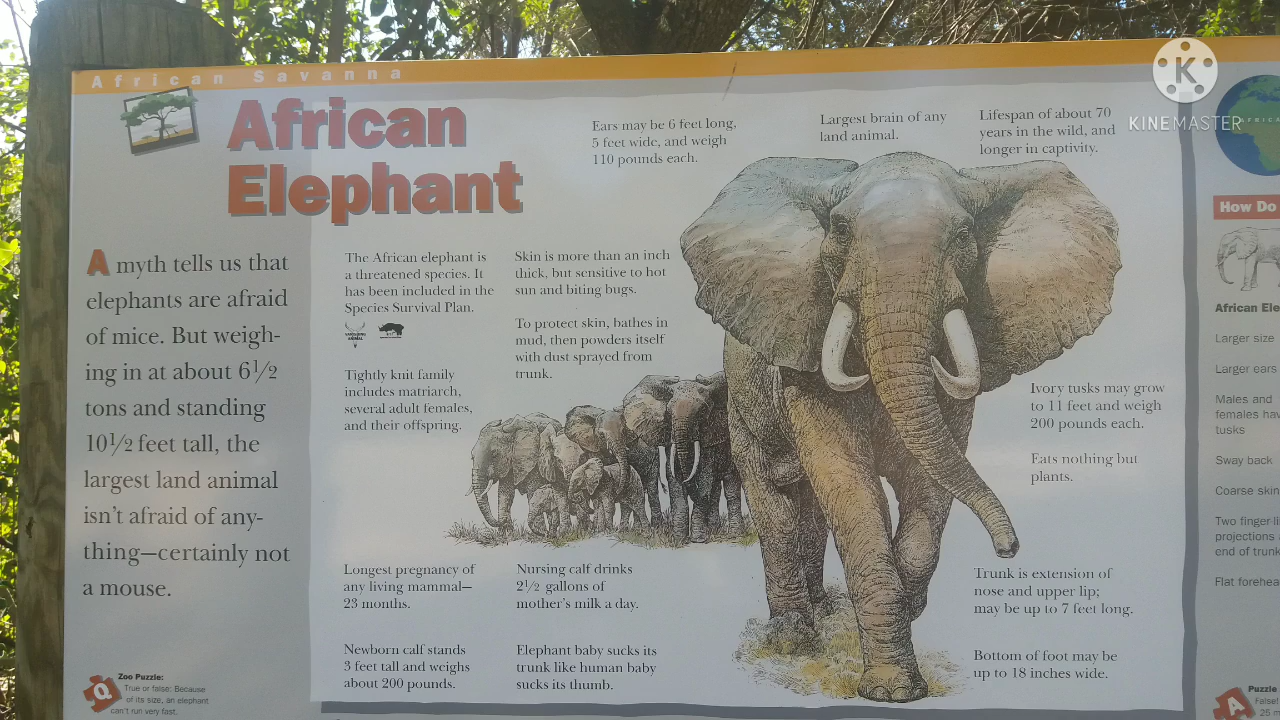 African Savanna
African
Elephant
A myth tells us that
elephants are afraid
of mice. But weigh-
ing in at about 6 1/2
tons and standing
10 1/2 feet tall, the
largest land animal
isn't afraid of any-
thing—certainly not
a mouse.
Zoo Puzzle:
Q
True or false: Because
of its size, an elephant
can't run very fast.
The African elephant is
a threatened species. It
has been included in the
Species Survival Plan.
Tightly knit family
includes matriarch,
several adult females,
and their offspring.
Skin is more than an inch
thick, but sensitive to hot
sun and biting bugs.
To protect skin, bathes in
mud, then powders itself
with dust sprayed from
trunk.
Ears may be 6 feet long,
5 feet wide, and weigh
110 pounds each.
Largest brain of any
land animal.
Lifespan of about 70
years in the wild, and
longer in captivity.
Ivory tusks may grow
to 11 feet and weigh
200 pounds each.
Eats nothing but
plants.
Longest pregnancy of
any living mammal—
23 months.
Newborn calf stands
3 feet tall and weighs
about 200 pounds.
Nursing calf drinks
2 1/2 gallons of
mother's milk a day.
Elephant baby sucks its
trunk like human baby
sucks its thumb.
Trunk is extension of
nose and upper lip;
may be up to 7 feet long.
Bottom of foot may be
up to 18 inches wide.
K
KINEMASTER
AFRICA
How Do
African Ele
Larger size
Larger ears
Males and
females hav
tusks
Sway back
Coarse skin
Two finger-li
projections a
end of trunk
Flat forehea
Puzzle
A
False!
25 m